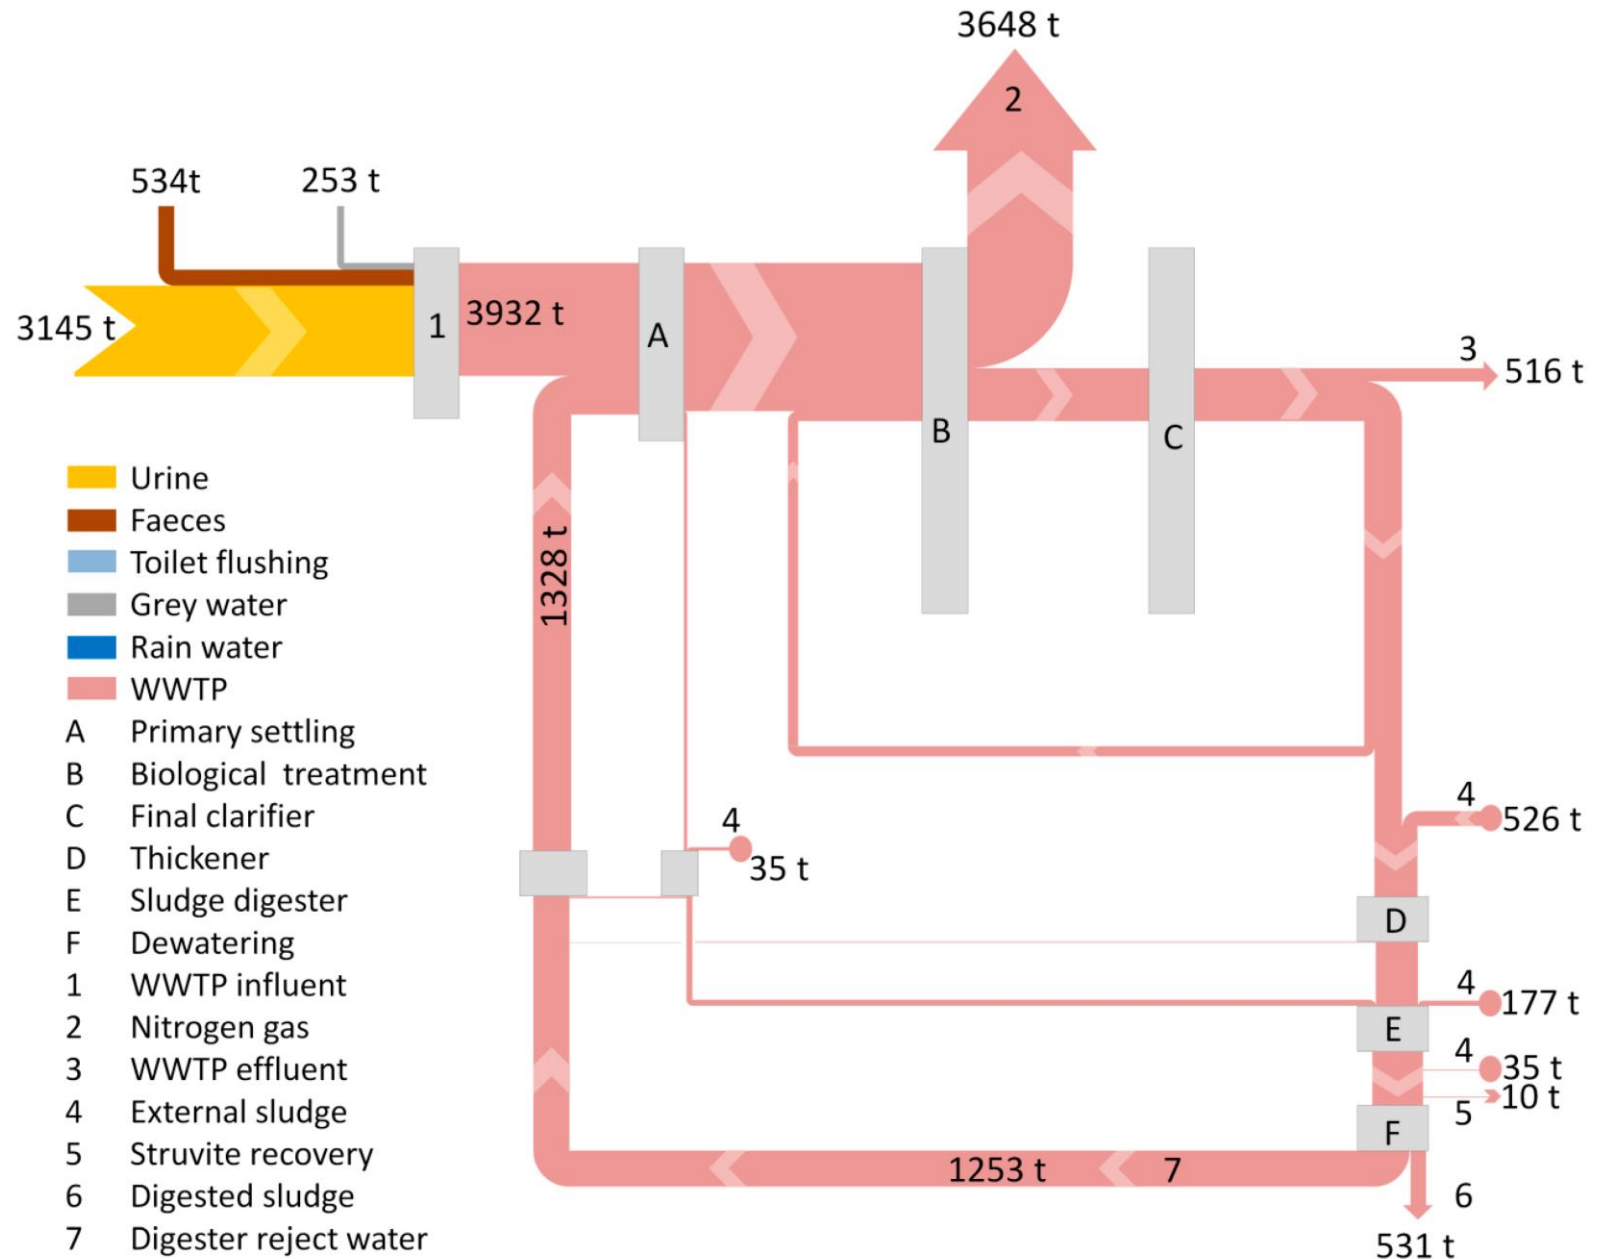 3648 t
2
534t
253 t
3145 t
1
3932 t
A
B
C
3
516 t
1328 t
Urine
Faeces
Toilet flushing
Grey water
Rain water
WWTP
A Primary settling
B Biological treatment
C Final clarifier
D Thickener
E Sludge digester
F Dewatering
1 WWTP influent
2 Nitrogen gas
3 WWTP effluent
4 External sludge
5 Struvite recovery
6 Digested sludge
7 Digester reject water
4
35 t
4
526 t
D
4
177 t
E
4
35 t
10 t
5
F
1253 t
7
6
531 t